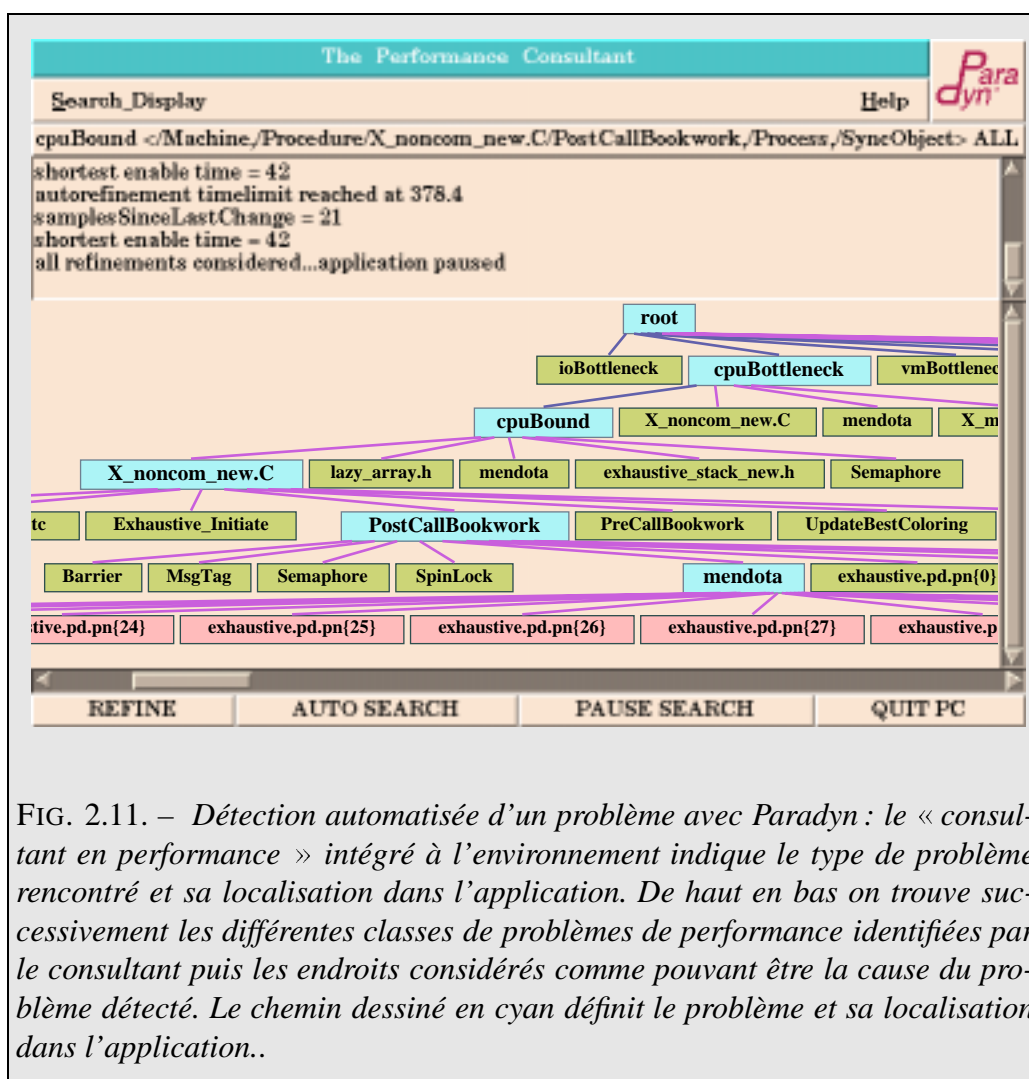 The Performance Consultant
Paradyn
Search_Display Help
cpuBound </Machine,/Procedure/X_noncom_new.C/PostCallBookwork,/Process,/SyncObject> ALL
shortest enable time = 42
autorefinement timelimit reached at 378.4
samplesSinceLastChange = 21
shortest enable time = 42
all refinements considered...application paused
root
ioBottleneck cpuBottleneck vmBottlenec
cpuBound X_noncom_new.C mendota X_m
X_noncom_new.C lazy_array.h mendota exhaustive_stack_new.h Semaphore
tc Exhaustive_Initiate PostCallBookwork PreCallBookwork UpdateBestColoring
Barrier MsgTag Semaphore SpinLock mendota exhaustive.pd.pn{0}
tive.pd.pn{24} exhaustive.pd.pn{25} exhaustive.pd.pn{26} exhaustive.pd.pn{27} exhaustive.p
REFINE AUTO SEARCH PAUSE SEARCH QUIT PC
FIG. 2.11. – Détection automatisée d'un problème avec Paradyn : le « consul-
tant en performance » intégré à l'environnement indique le type de problème
rencontré et sa localisation dans l'application. De haut en bas on trouve suc-
cessivement les différentes classes de problèmes de performance identifiées par
le consultant puis les endroits considérés comme pouvant être la cause du pro-
blème détecté. Le chemin dessiné en cyan définit le problème et sa localisation
dans l'application..